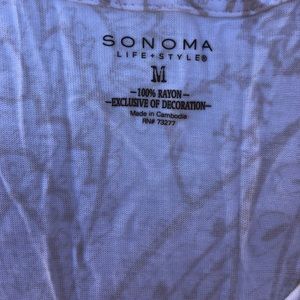 SONOMA
LIFE + STYLE®
M
—100% RAYON—
—EXCLUSIVE OF DECORATION—
Made in Cambodia
RN# 73277